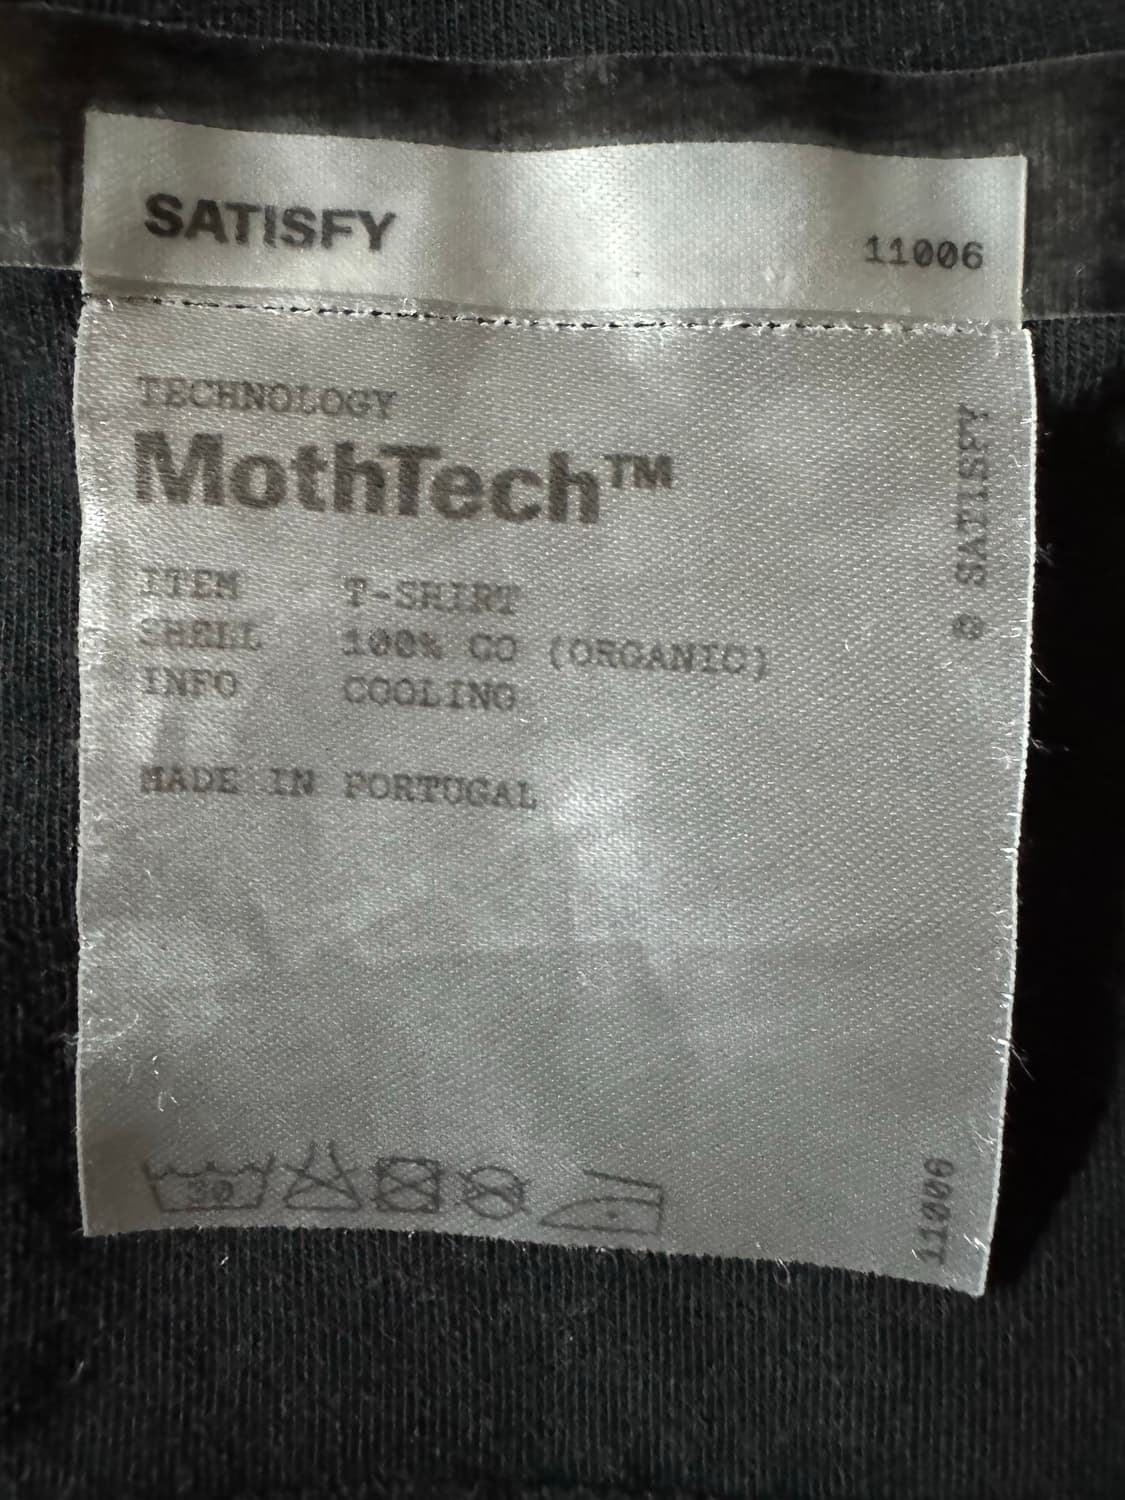 SATISFY
11006
TECHNOLOGY
MothTech™
ITEM T-SHIRT
SHELL 100% CO (ORGANIC)
INFO COOLING
MADE IN PORTUGAL
© SATISFY
30
11006